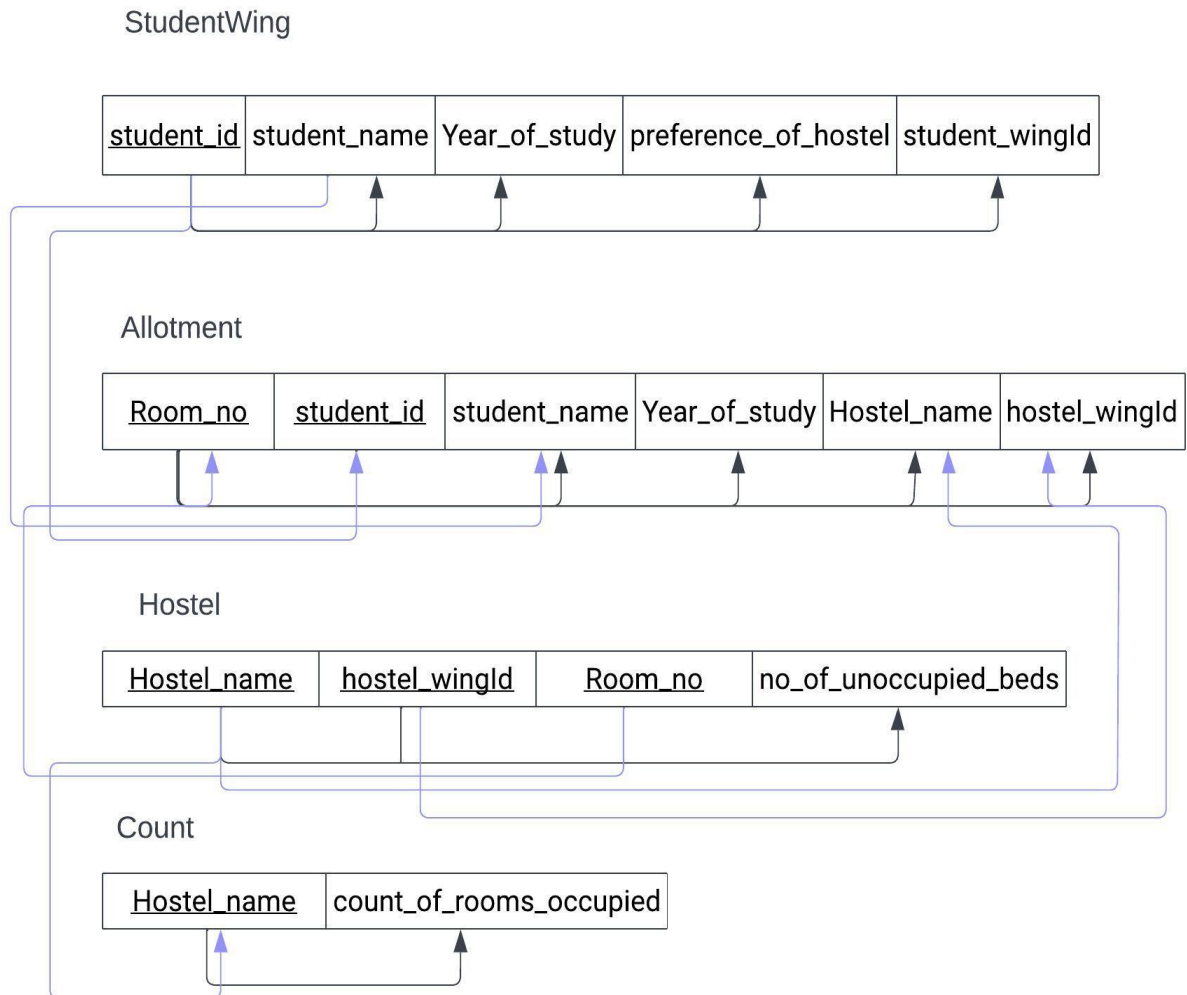 StudentWing
student_id student_name Year_of_study preference_of_hostel student_wingId
Allotment
Room_no student_id student_name Year_of_study Hostel_name hostel_wingId
Hostel
Hostel_name hostel_wingId Room_no no_of_unoccupied_beds
Count
Hostel_name count_of_rooms_occupied